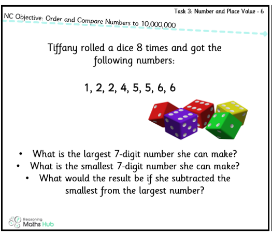 Task 3: Number and Place Value - 6
NC Objective: Order and Compare Numbers to 10,000,000
Tiffany rolled a dice 8 times and got the
following numbers:
1, 2, 2, 4, 5, 5, 6, 6
• What is the largest 7-digit number she can make?
• What is the smallest 7-digit number she can make?
• What would the result be if she subtracted the
smallest from the largest number?
Reasoning
Maths Hub